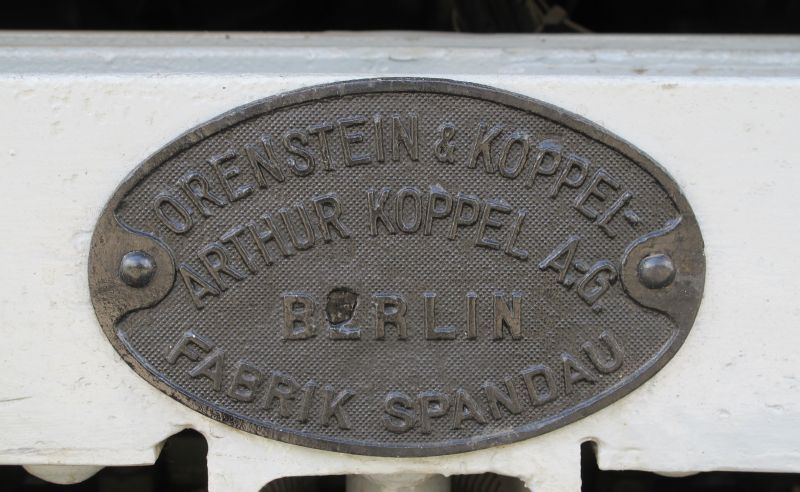 ORENSTEIN & KOPPEL-
ARTHUR KOPPEL A.-G.
BERLIN
FABRIK SPANDAU